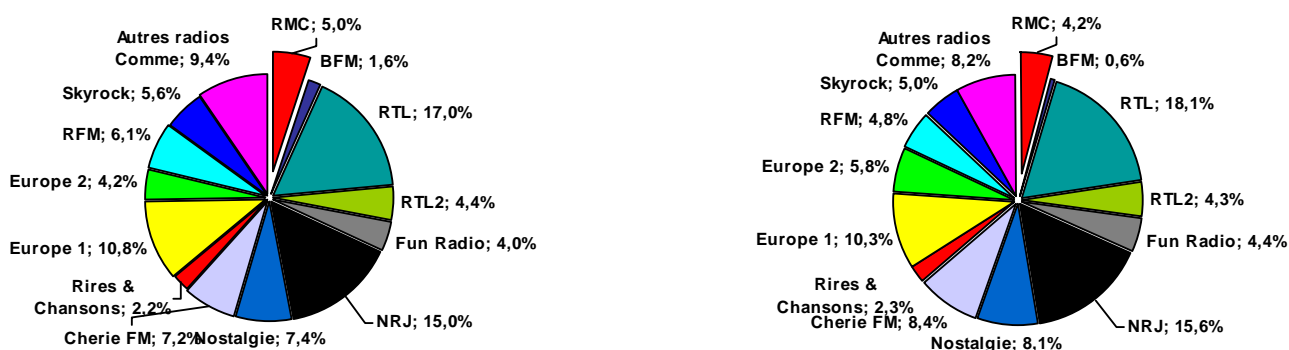 RMC; 5,0%
BFM; 1,6%
RTL; 17,0%
RTL2; 4,4%
Fun Radio; 4,0%
NRJ; 15,0%
Nostalgie; 7,4%
Cherie FM; 7,2%
Rires &
Chansons; 2,2%
Europe 1; 10,8%
Europe 2; 4,2%
RFM; 6,1%
Skyrock; 5,6%
Autres radios
Comme; 9,4%
RMC; 4,2%
BFM; 0,6%
RTL; 18,1%
RTL2; 4,3%
Fun Radio; 4,4%
NRJ; 15,6%
Nostalgie; 8,1%
Cherie FM; 8,4%
Rires &
Chansons; 2,3%
Europe 1; 10,3%
Europe 2; 5,8%
RFM; 4,8%
Skyrock; 5,0%
Autres radios
Comme; 8,2%